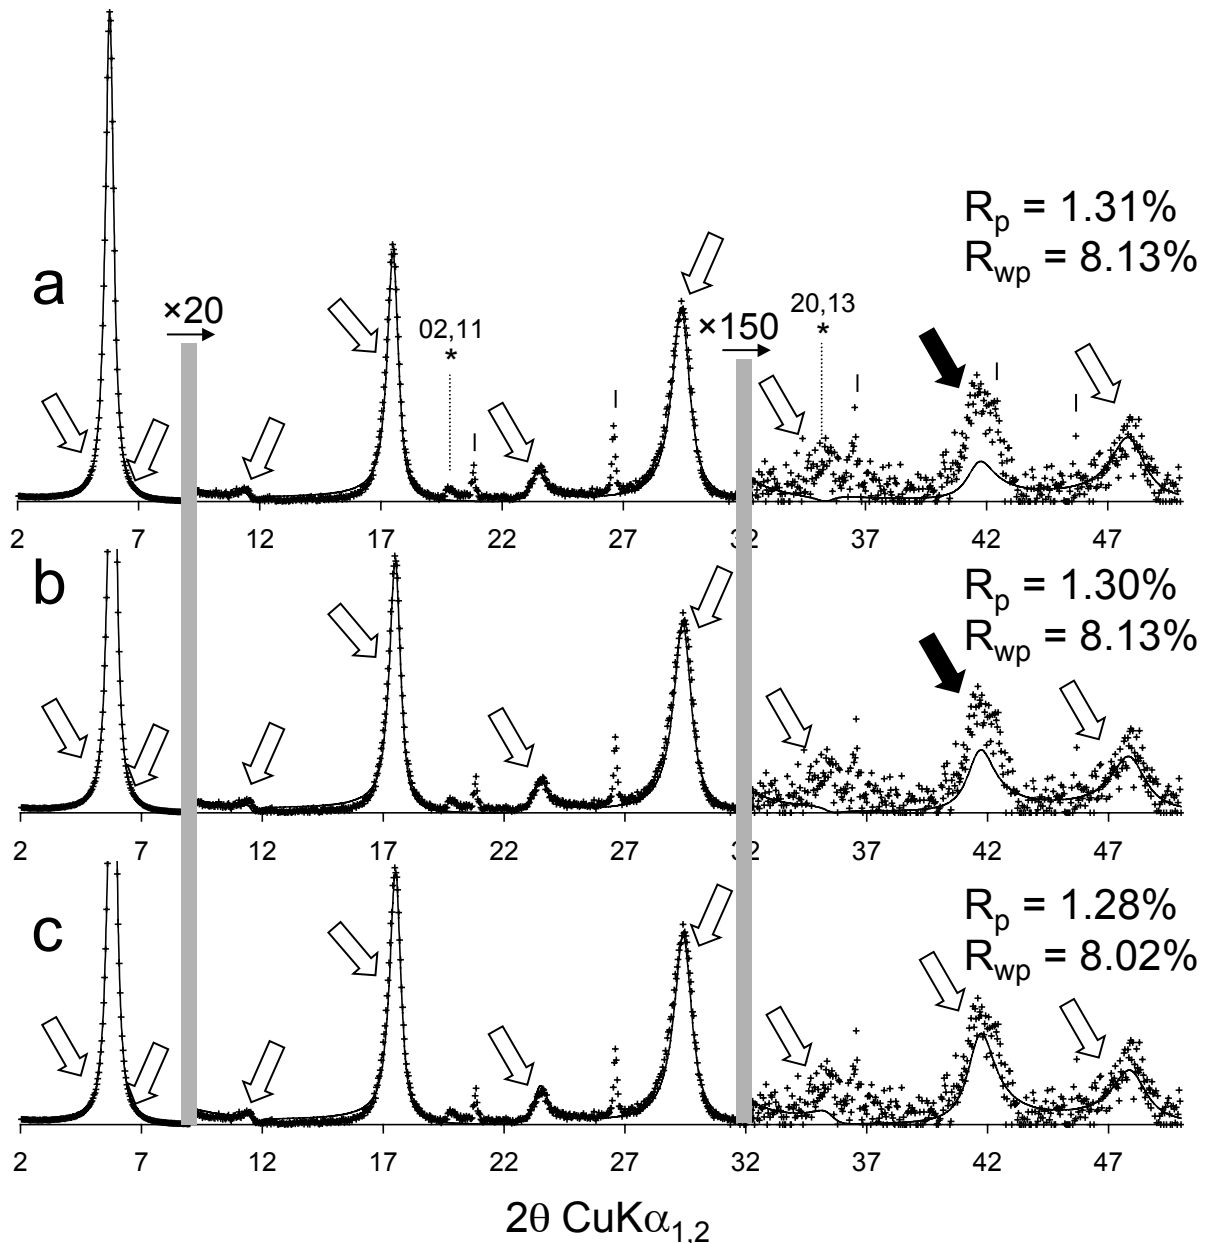 a
R_p = 1.31%
R_wp = 8.13%
×20
02,11
*
I
I
×150
20,13
*
I
I
I
2 7 12 17 22 27 32 37 42 47
b
R_p = 1.30%
R_wp = 8.13%
2 7 12 17 22 27 32 37 42 47
c
R_p = 1.28%
R_wp = 8.02%
2 7 12 17 22 27 32 37 42 47
2θ CuKα_1,2